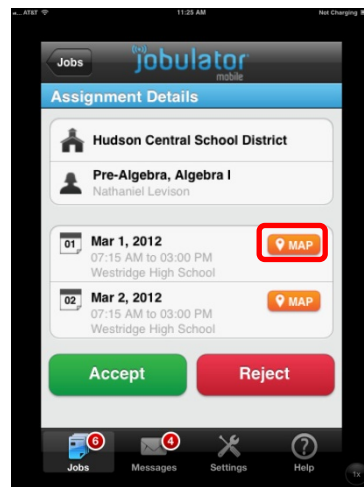 AT&T 11:25 AM Not Charging
Jobs jobulator
mobile
Assignment Details
Hudson Central School District
Pre-Algebra, Algebra I
Nathaniel Levison
01 Mar 1, 2012 MAP
07:15 AM to 03:00 PM
Westridge High School
02 Mar 2, 2012 MAP
07:15 AM to 03:00 PM
Westridge High School
Accept Reject
6 4 ?
Jobs Messages Settings Help
1x